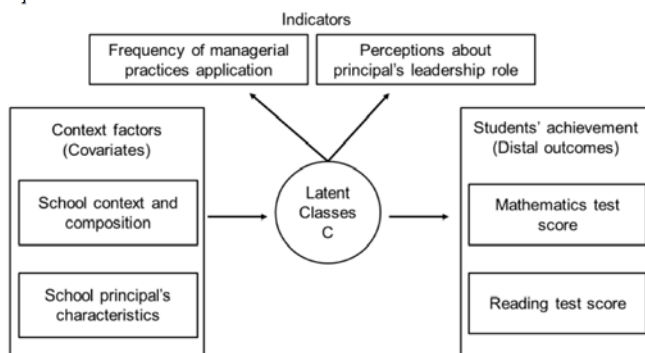 Indicators
Frequency of managerial
practices application
Perceptions about
principal's leadership role
Context factors
(Covariates)
School context and
composition
School principal's
characteristics
Latent
Classes
C
Students' achievement
(Distal outcomes)
Mathematics test
score
Reading test score